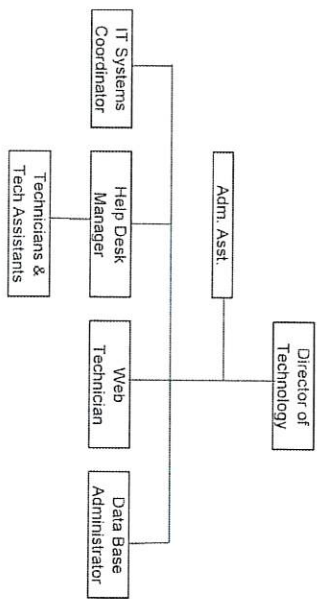 Director of
Technology
Adm. Asst.
IT Systems
Coordinator
Help Desk
Manager
Web
Technician
Data Base
Administrator
Technicians &
Tech Assistants